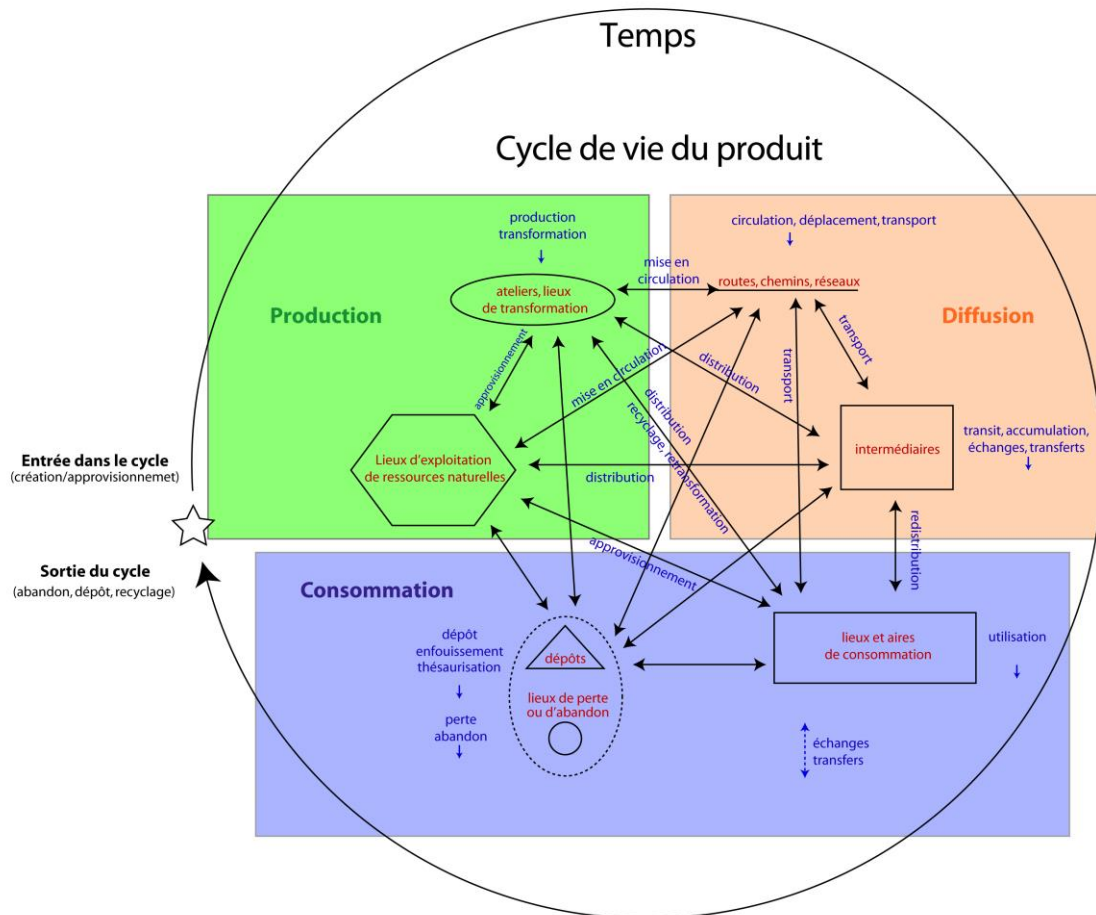 Temps
Cycle de vie du produit
production
transformation
circulation, déplacement, transport
mise en
circulation
ateliers, lieux
de transformation
routes, chemins, réseaux
Production
Diffusion
approvisionnement
mise en circulation
distribution
transport
transport
distribution
recyclage, retransformation
Lieux d'exploitation
de ressources naturelles
distribution
intermédiaires
transit, accumulation,
échanges, transferts
Entrée dans le cycle
(création/approvisionnemet)
Sortie du cycle
(abandon, dépôt, recyclage)
approvisionnement
redistribution
Consommation
dépôt
enfouissement
thésaurisation
dépôts
lieux et aires
de consommation
utilisation
lieux de perte
ou d'abandon
perte
abandon
échanges
transfers